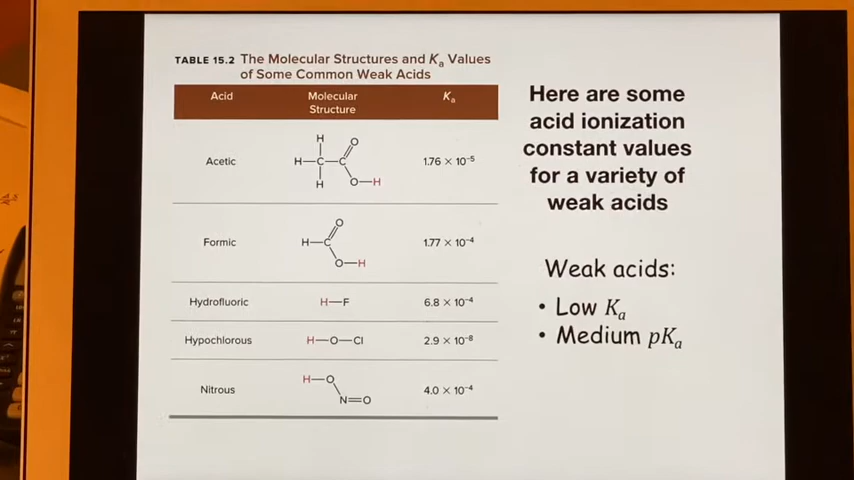 TABLE 15.2 The Molecular Structures and Ka Values
of Some Common Weak Acids
Acid Molecular Structure Ka
Acetic H H—C—C O H O—H 1.76 × 10⁻⁵
Formic H—C O O—H 1.77 × 10⁻⁴
Hydrofluoric H—F 6.8 × 10⁻⁴
Hypochlorous H—O—Cl 2.9 × 10⁻⁸
Nitrous H—O N=O 4.0 × 10⁻⁴
Here are some
acid ionization
constant values
for a variety of
weak acids
Weak acids:
• Low Ka
• Medium pKa